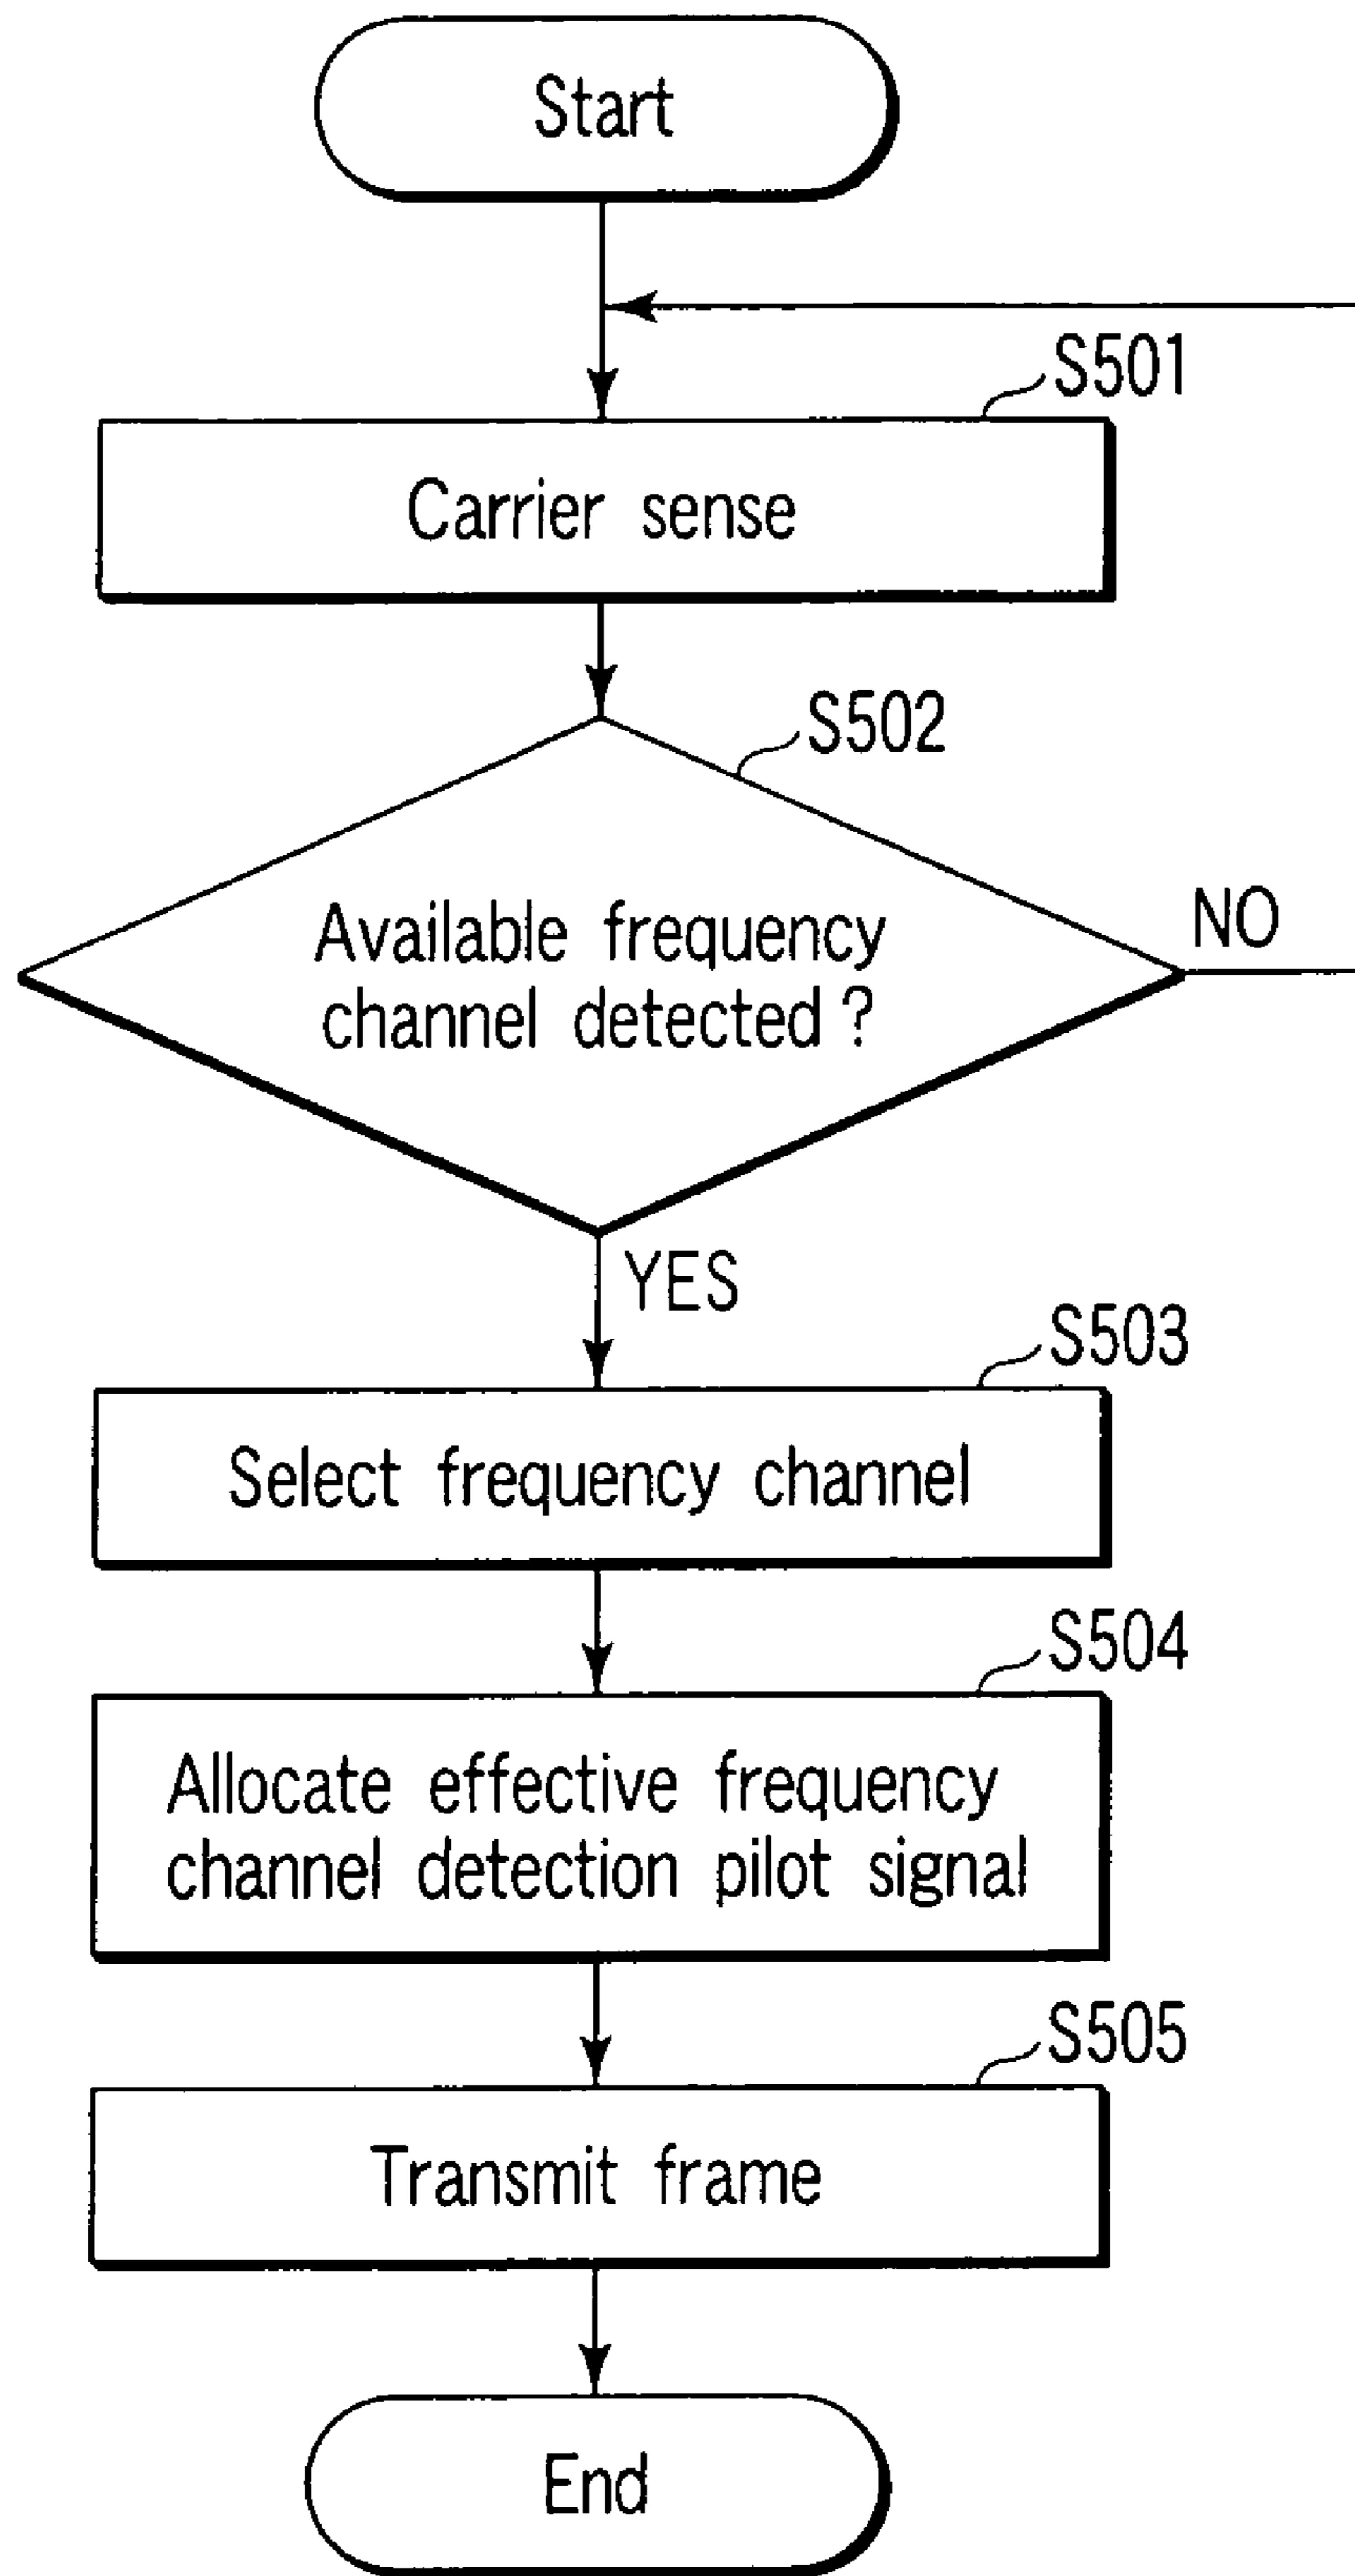 Start
S501
Carrier sense
S502
Available frequency
channel detected ?
NO
YES
S503
Select frequency channel
S504
Allocate effective frequency
channel detection pilot signal
S505
Transmit frame
End